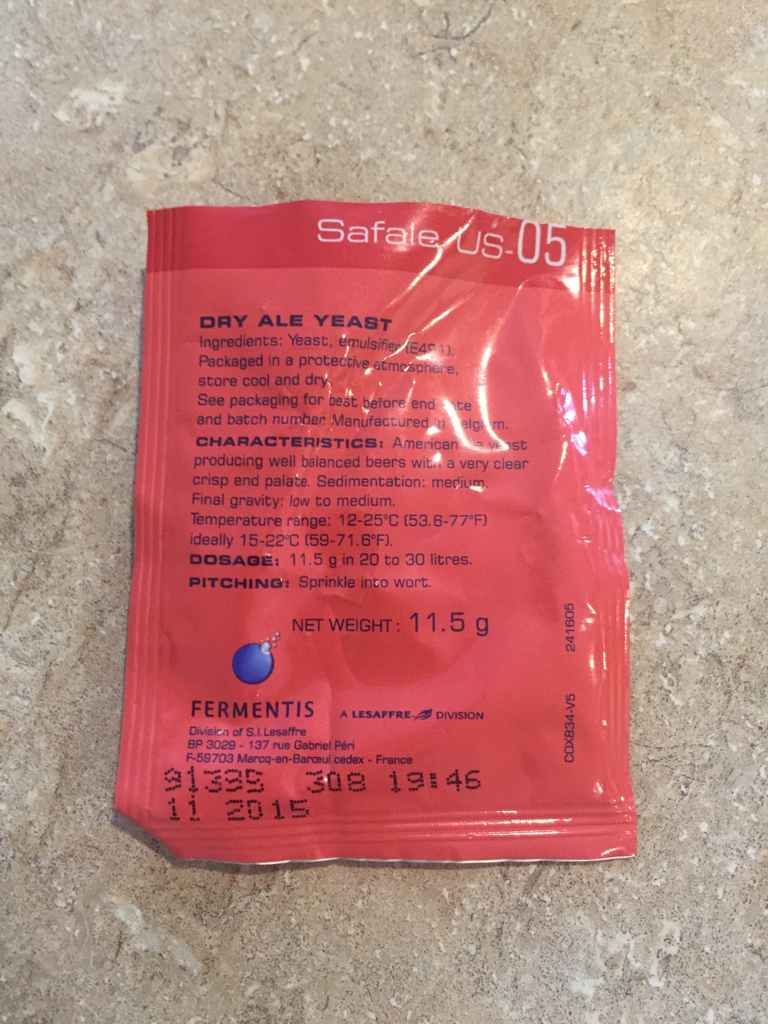 Safale US-05
DRY ALE YEAST
Ingredients: Yeast, emulsifier (E491).
Packaged in a protective atmosphere,
store cool and dry.
See packaging for best before end
and batch number. Manufactured in Belgium.
CHARACTERISTICS: American yeast
producing well balanced beers with a very clear
crisp end palate. Sedimentation: medium.
Final gravity: low to medium.
Temperature range: 12-25°C (53.6-77°F)
ideally 15-22°C (59-71.6°F).
DOSAGE: 11.5 g in 20 to 30 litres.
PITCHING: Sprinkle into wort.
NET WEIGHT : 11.5 g
241605
COX834-V5
FERMENTIS A LESAFFRE DIVISION
Division of S.I.Lesaffre
BP 3029 - 137 rue Gabriel Péri
F-59703 Marcq-en-Barœul cedex - France
91395 308 19:46
11 2015